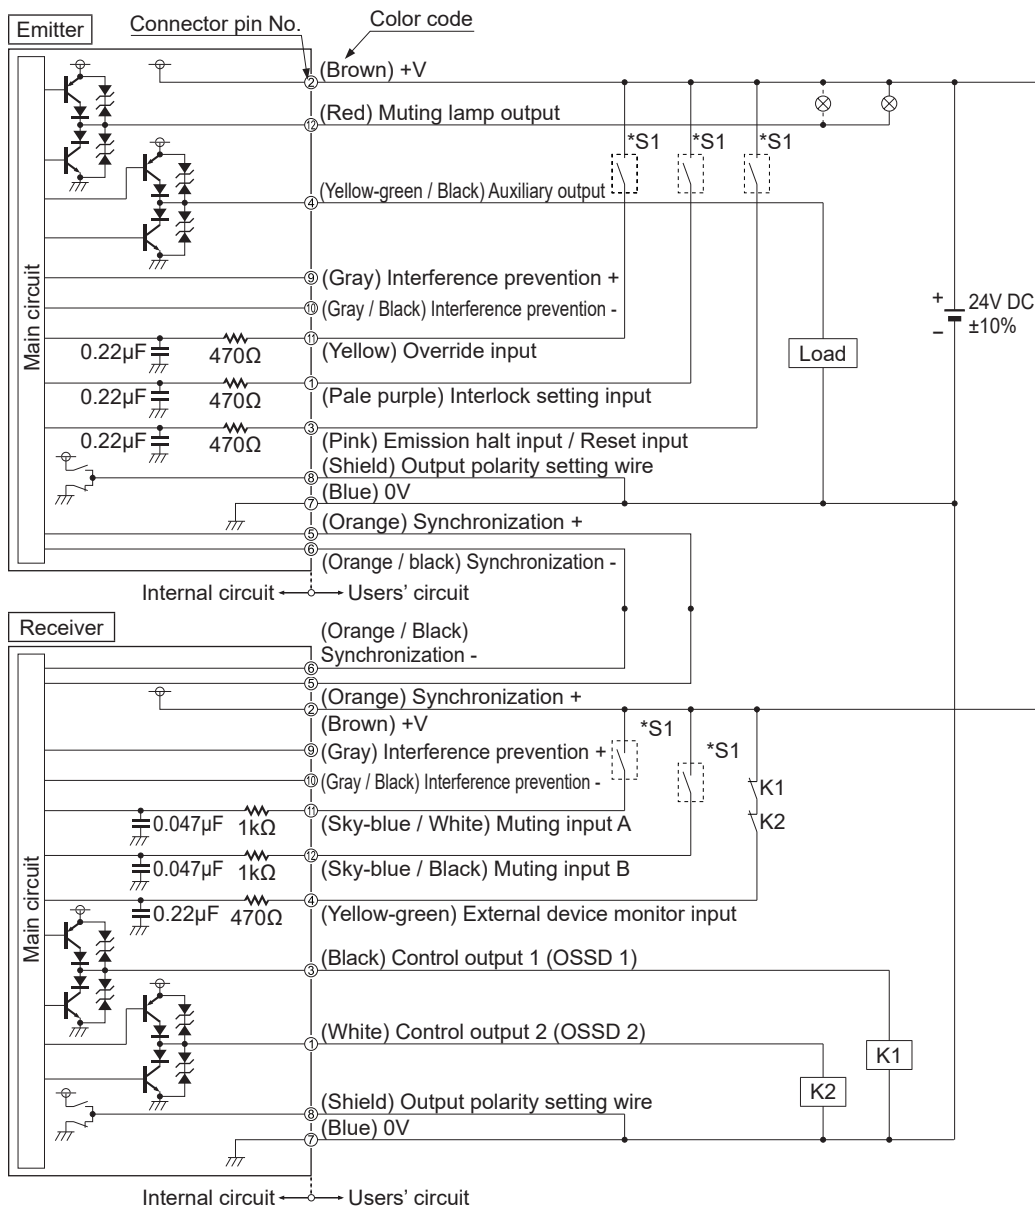 Emitter
Connector pin No.
Color code
Main circuit
② (Brown) +V
⑫ (Red) Muting lamp output
*S1 *S1 *S1
④ (Yellow-green / Black) Auxiliary output
⑨ (Gray) Interference prevention +
⑩ (Gray / Black) Interference prevention -
+ 24V DC
− ±10%
0.22µF 470Ω ⑪ (Yellow) Override input
Load
0.22µF 470Ω ① (Pale purple) Interlock setting input
0.22µF 470Ω ③ (Pink) Emission halt input / Reset input
⑧ (Shield) Output polarity setting wire
⑦ (Blue) 0V
⑤ (Orange) Synchronization +
⑥ (Orange / black) Synchronization -
Internal circuit Users' circuit
Receiver
Main circuit
(Orange / Black)
Synchronization -
⑥
⑤ (Orange) Synchronization +
② (Brown) +V
*S1
*S1
⑨ (Gray) Interference prevention +
⑩ (Gray / Black) Interference prevention -
K1
K2
0.047µF 1kΩ ⑪ (Sky-blue / White) Muting input A
0.047µF 1kΩ ⑫ (Sky-blue / Black) Muting input B
0.22µF 470Ω ④ (Yellow-green) External device monitor input
③ (Black) Control output 1 (OSSD 1)
① (White) Control output 2 (OSSD 2)
K1
K2
⑧ (Shield) Output polarity setting wire
⑦ (Blue) 0V
Internal circuit Users' circuit